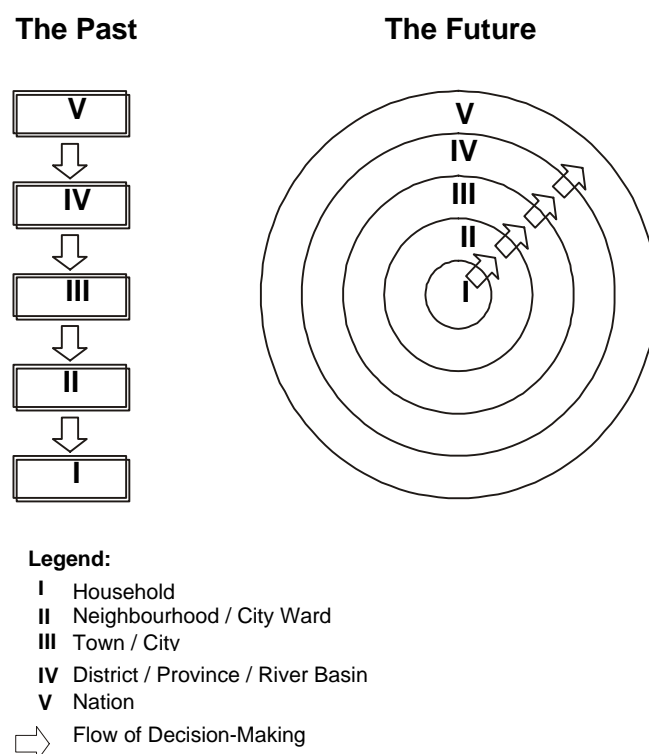 The Past
The Future
V
IV
III
II
I
V
IV
III
II
I
Legend:
I Household
II Neighbourhood / City Ward
III Town / City
IV District / Province / River Basin
V Nation
Flow of Decision-Making